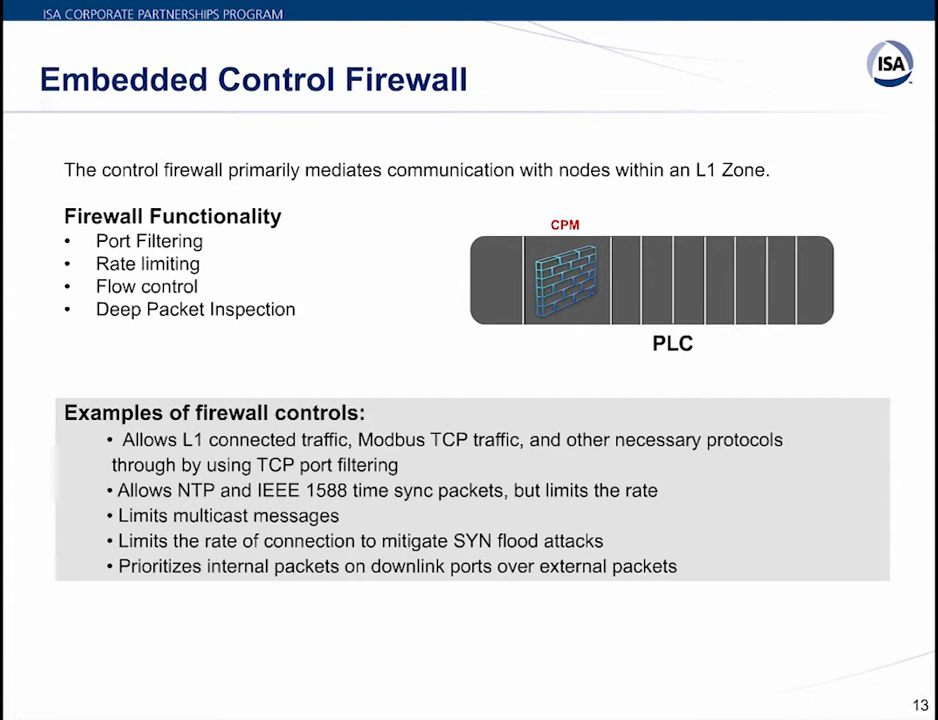 ISA CORPORATE PARTNERSHIPS PROGRAM
ISA
Embedded Control Firewall
The control firewall primarily mediates communication with nodes within an L1 Zone.
Firewall Functionality
• Port Filtering
• Rate limiting
• Flow control
• Deep Packet Inspection
CPM
PLC
Examples of firewall controls:
• Allows L1 connected traffic, Modbus TCP traffic, and other necessary protocols
through by using TCP port filtering
• Allows NTP and IEEE 1588 time sync packets, but limits the rate
• Limits multicast messages
• Limits the rate of connection to mitigate SYN flood attacks
• Prioritizes internal packets on downlink ports over external packets
13